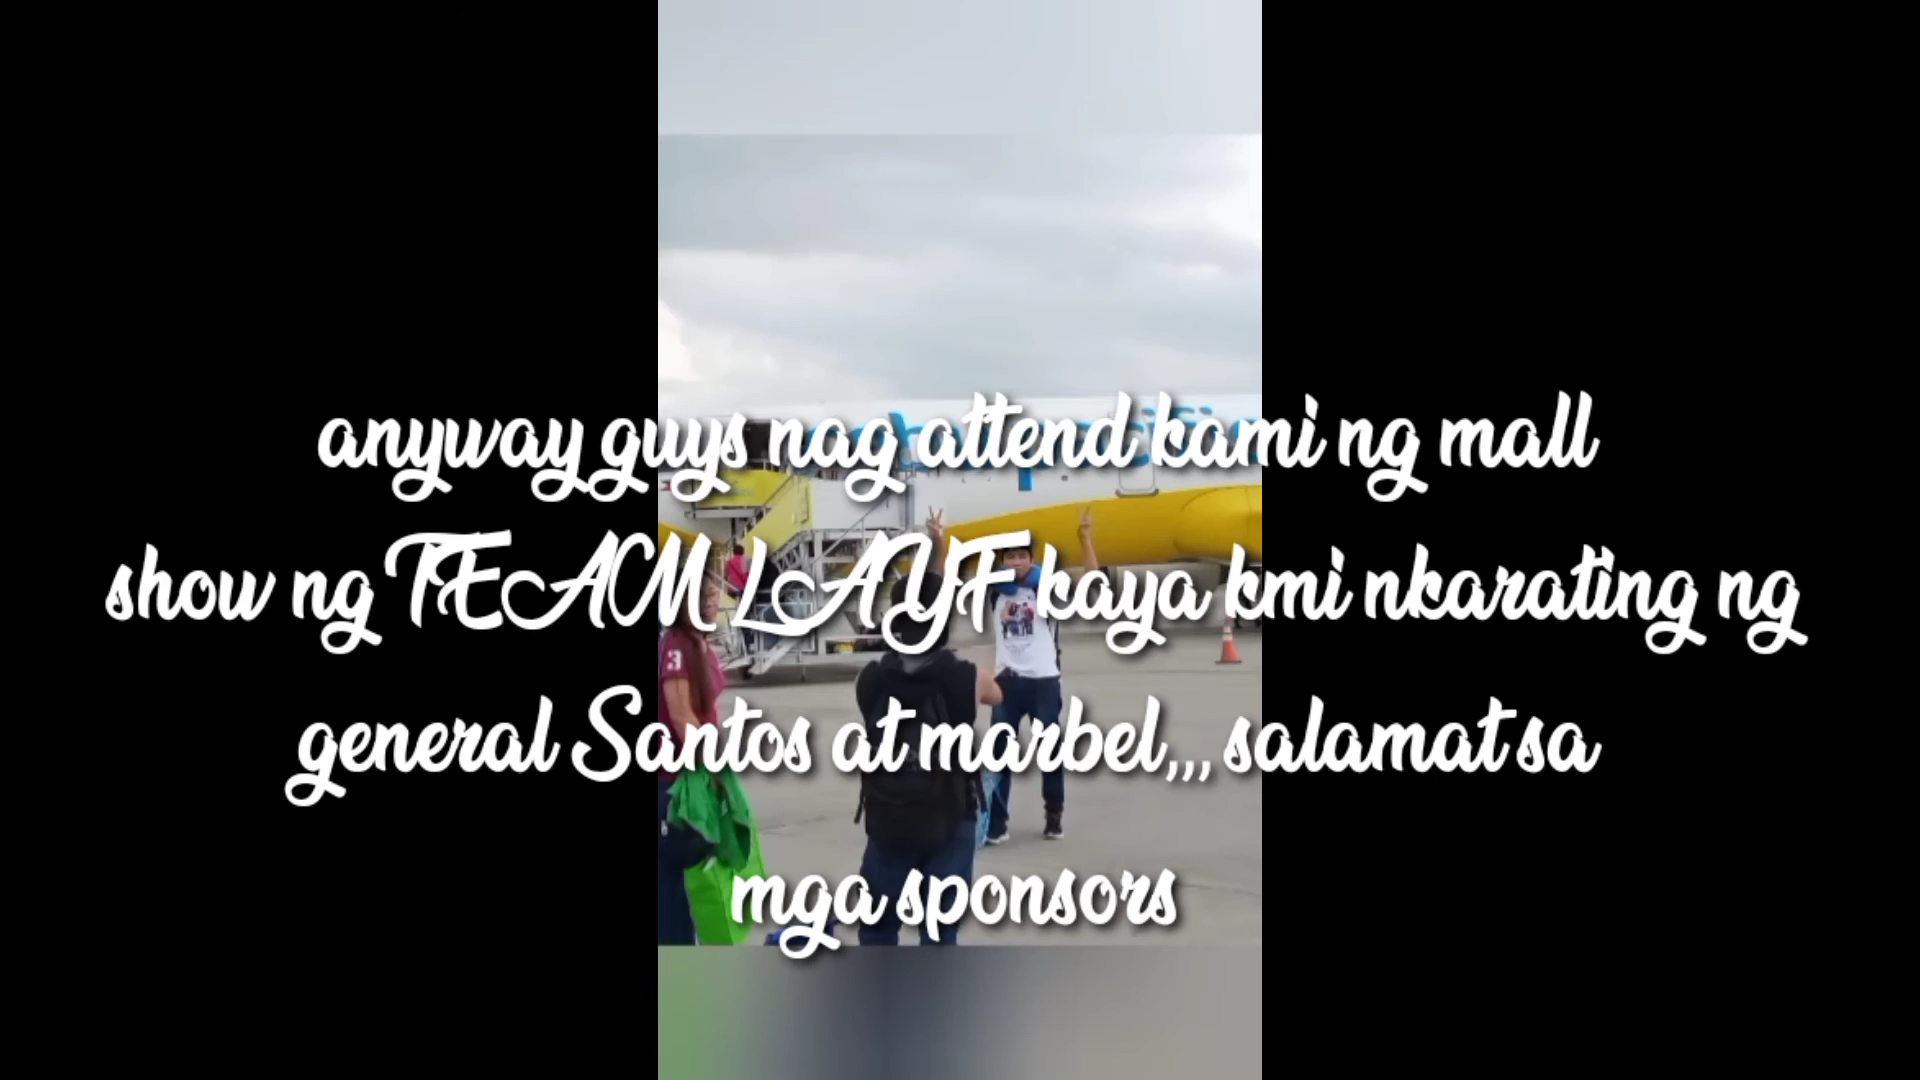 anyway guys nag attend kami ng mall
show ng TEAM LAYF kaya kmi nkarating ng
general Santos at marbel,,, salamat sa
mga sponsors
3